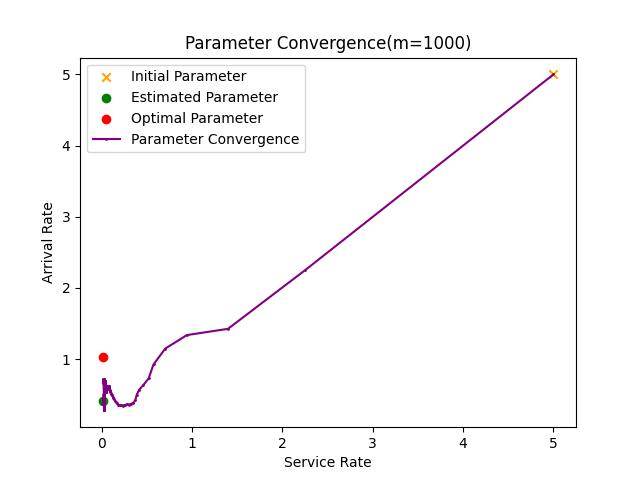 Parameter Convergence(m=1000)
Initial Parameter
Estimated Parameter
Optimal Parameter
Parameter Convergence
Arrival Rate
5
4
3
2
1
0 1 2 3 4 5
Service Rate